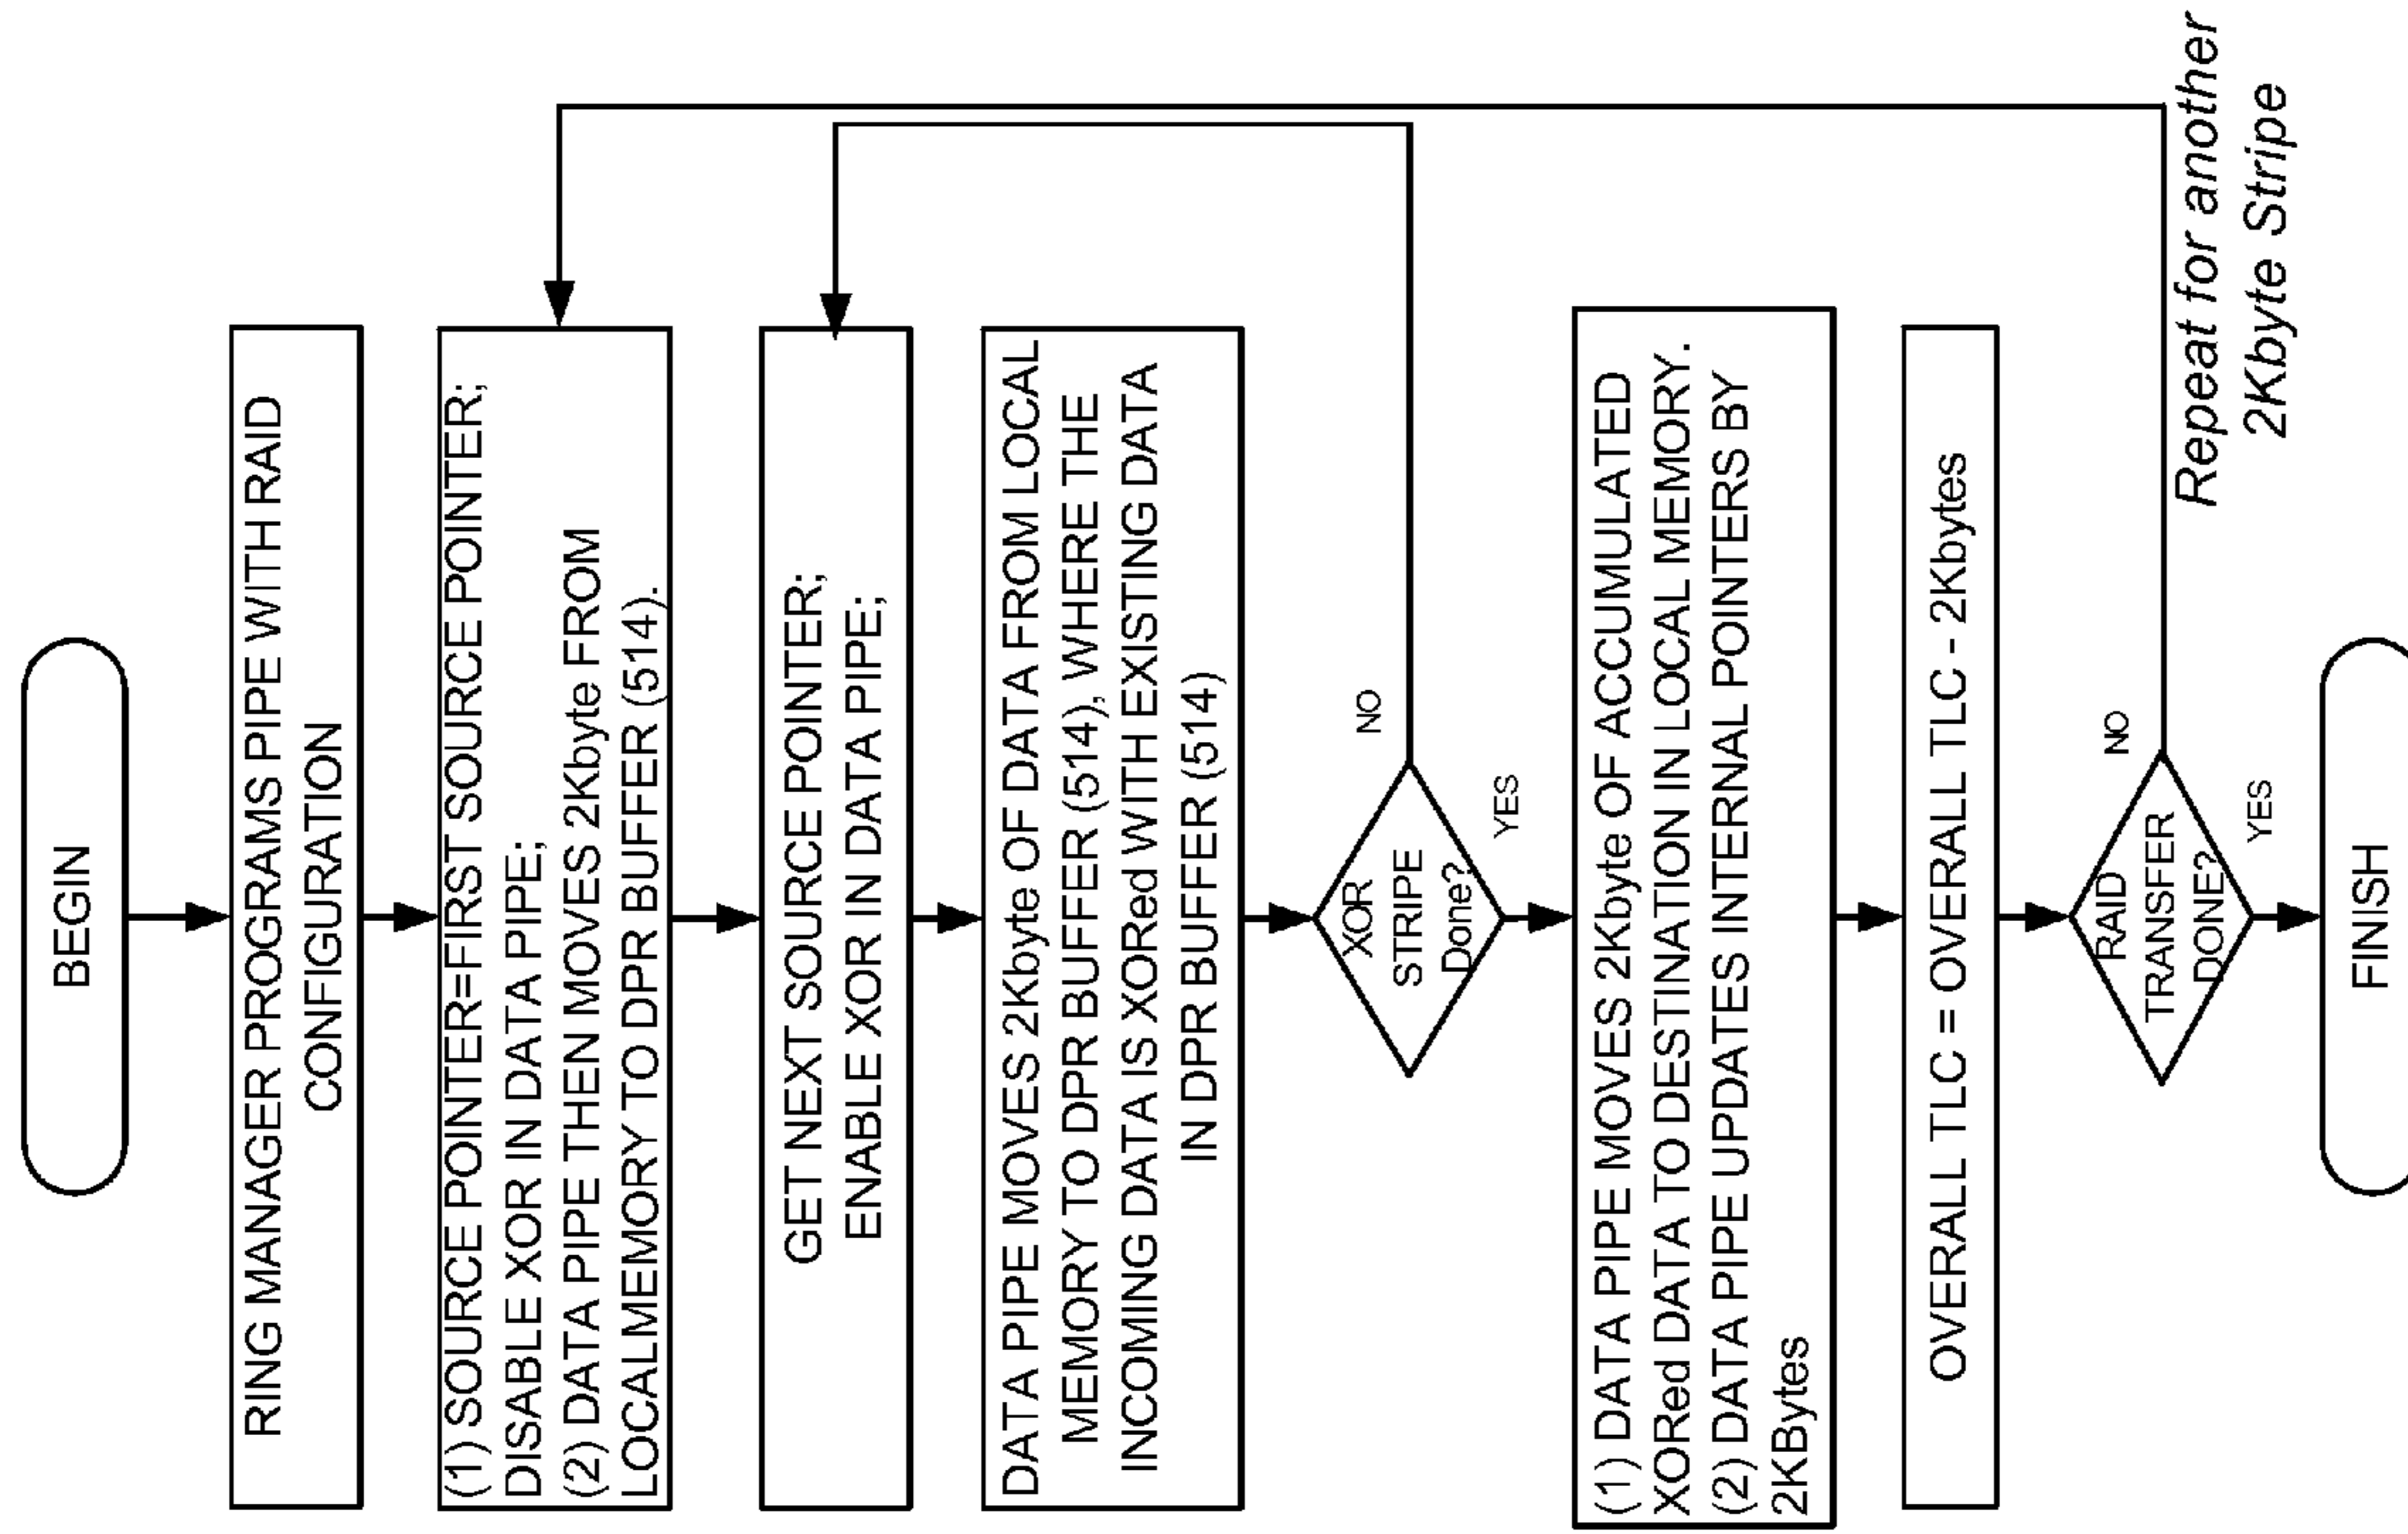 BEGIN
RING MANAGER PROGRAMS PIPE WITH RAID
CONFIGURATION
(1) SOURCE POINTER=FIRST SOURCE POINTER;
DISABLE XOR IN DATA PIPE;
(2) DATA PIPE THEN MOVES 2Kbyte FROM
LOCALMEMORY TO DPR BUFFER (514).
GET NEXT SOURCE POINTER;
ENABLE XOR IN DATA PIPE;
DATA PIPE MOVES 2Kbyte OF DATA FROM LOCAL
MEMORY TO DPR BUFFER (514), WHERE THE
INCOMING DATA IS XORed WITH EXISTING DATA
IN DPR BUFFER (514)
XOR
STRIPE
Done?
NO
YES
(1) DATA PIPE MOVES 2Kbyte OF ACCUMULATED
XORed DATA TO DESTINATION IN LOCAL MEMORY.
(2) DATA PIPE UPDATES INTERNAL POINTERS BY
2KBytes
OVERALL TLC = OVERALL TLC - 2Kbytes
RAID
TRANSFER
DONE?
NO
YES
Repeat for another
2Kbyte Stripe
FINISH